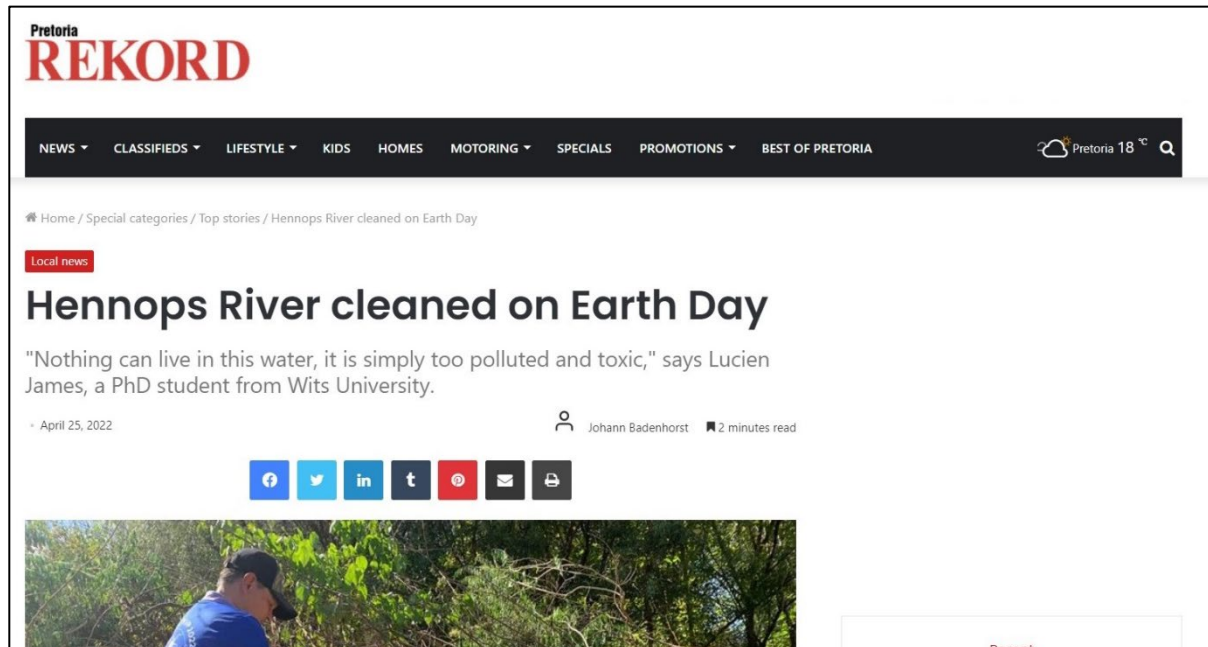 Pretoria
REKORD
NEWS CLASSIFIEDS LIFESTYLE KIDS HOMES MOTORING SPECIALS PROMOTIONS BEST OF PRETORIA Pretoria 18 °C
Home / Special categories / Top stories / Hennops River cleaned on Earth Day
Local news
Hennops River cleaned on Earth Day
"Nothing can live in this water, it is simply too polluted and toxic," says Lucien
James, a PhD student from Wits University.
April 25, 2022 Johann Badenhorst 2 minutes read